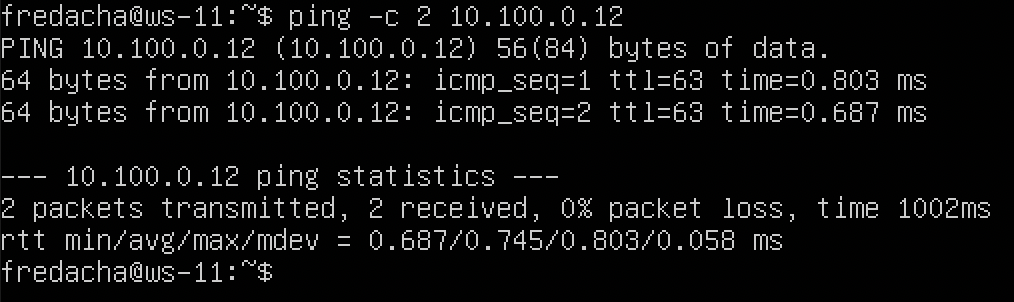 fredacha@ws-11:~$ ping -c 2 10.100.0.12
PING 10.100.0.12 (10.100.0.12) 56(84) bytes of data.
64 bytes from 10.100.0.12: icmp_seq=1 ttl=63 time=0.803 ms
64 bytes from 10.100.0.12: icmp_seq=2 ttl=63 time=0.687 ms
--- 10.100.0.12 ping statistics ---
2 packets transmitted, 2 received, 0% packet loss, time 1002ms
rtt min/avg/max/mdev = 0.687/0.745/0.803/0.058 ms
fredacha@ws-11:~$